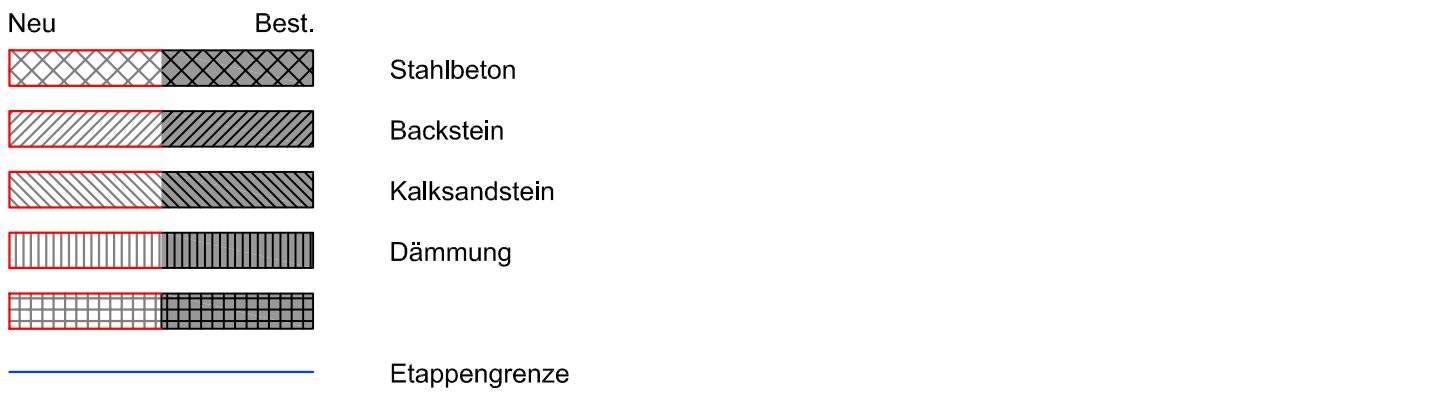 Neu Best.
Stahlbeton
Backstein
Kalksandstein
Dämmung
Etappengrenze